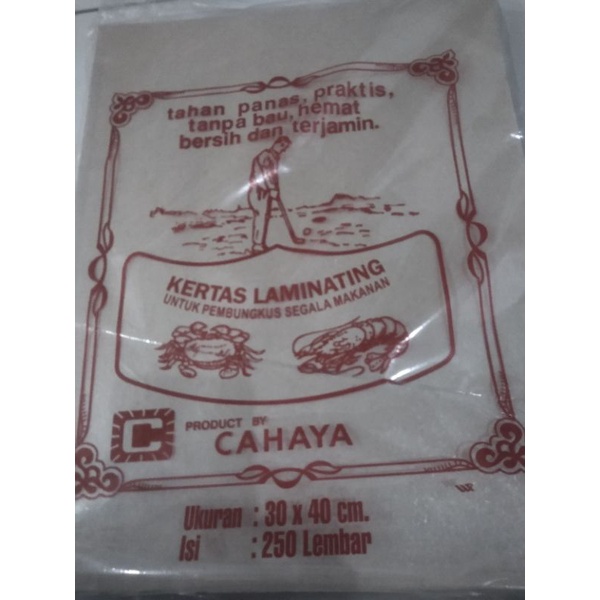 tahan panas, praktis,
tanpa bau, hemat
bersih dan terjamin.
KERTAS LAMINATING
UNTUK PEMBUNGKUS SEGALA MAKANAN
C
PRODUCT BY
CAHAYA
Ukuran : 30 x 40 cm.
Isi : 250 Lembar